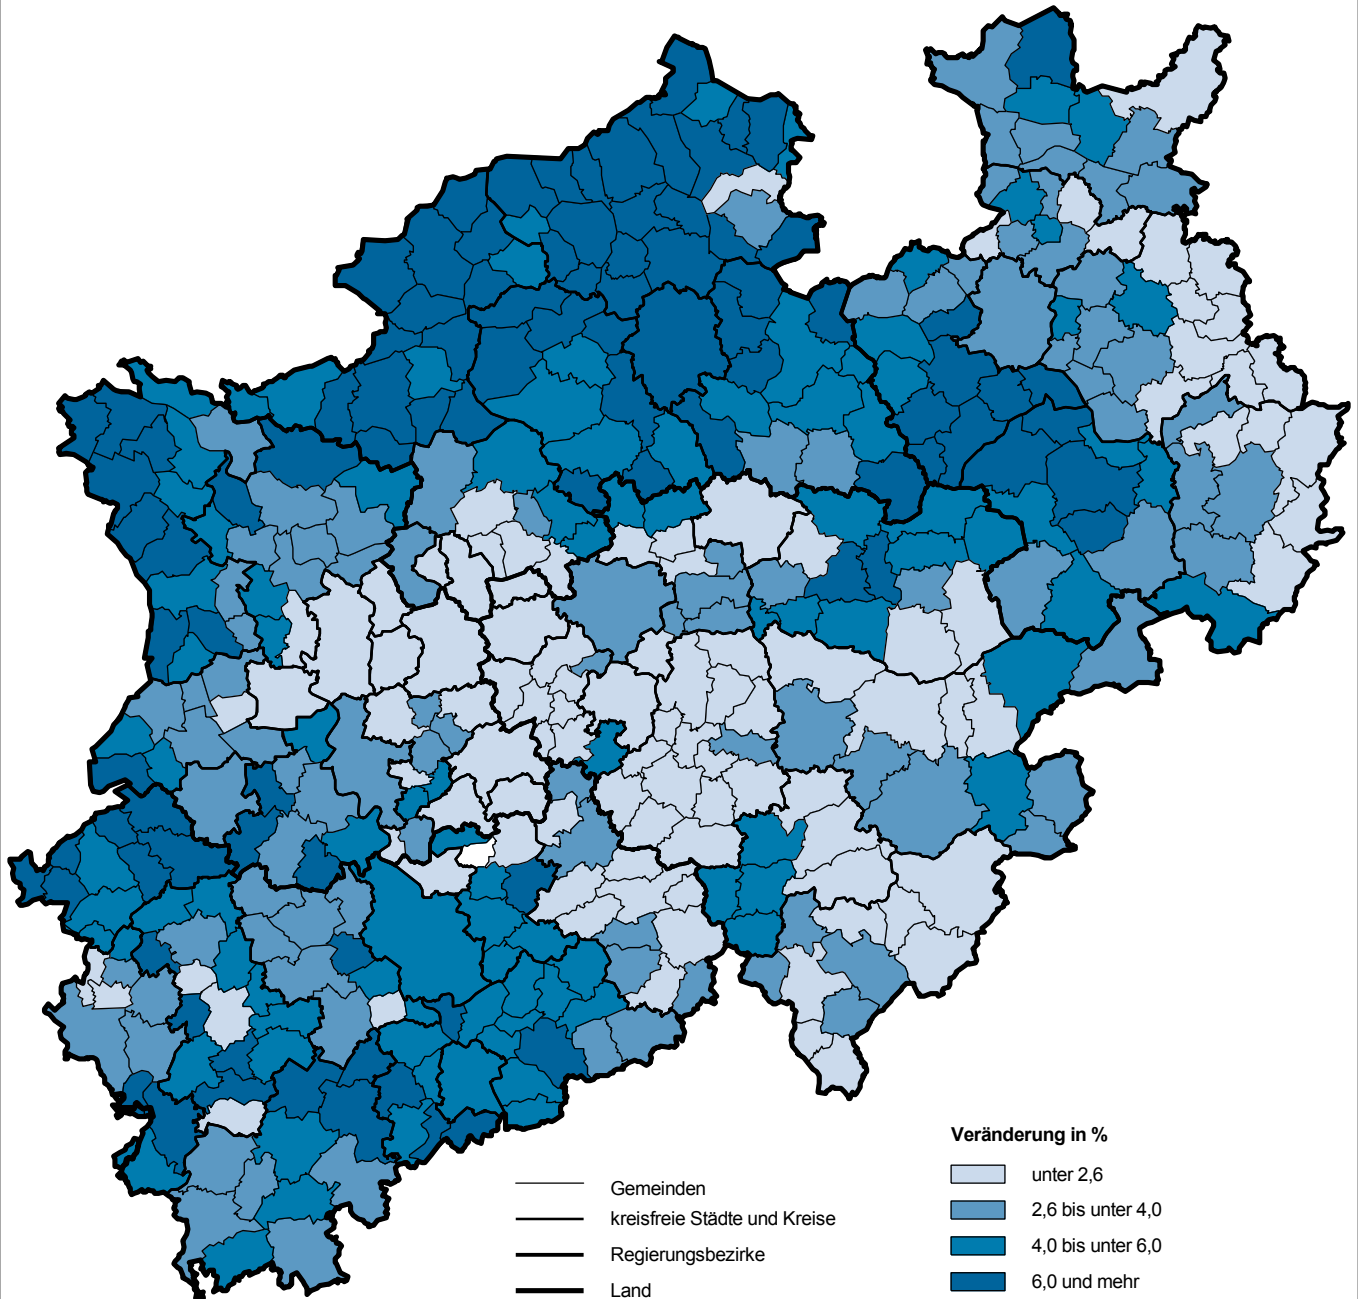 Veränderung in %
unter 2,6
2,6 bis unter 4,0
4,0 bis unter 6,0
6,0 und mehr
Gemeinden
kreisfreie Städte und Kreise
Regierungsbezirke
Land